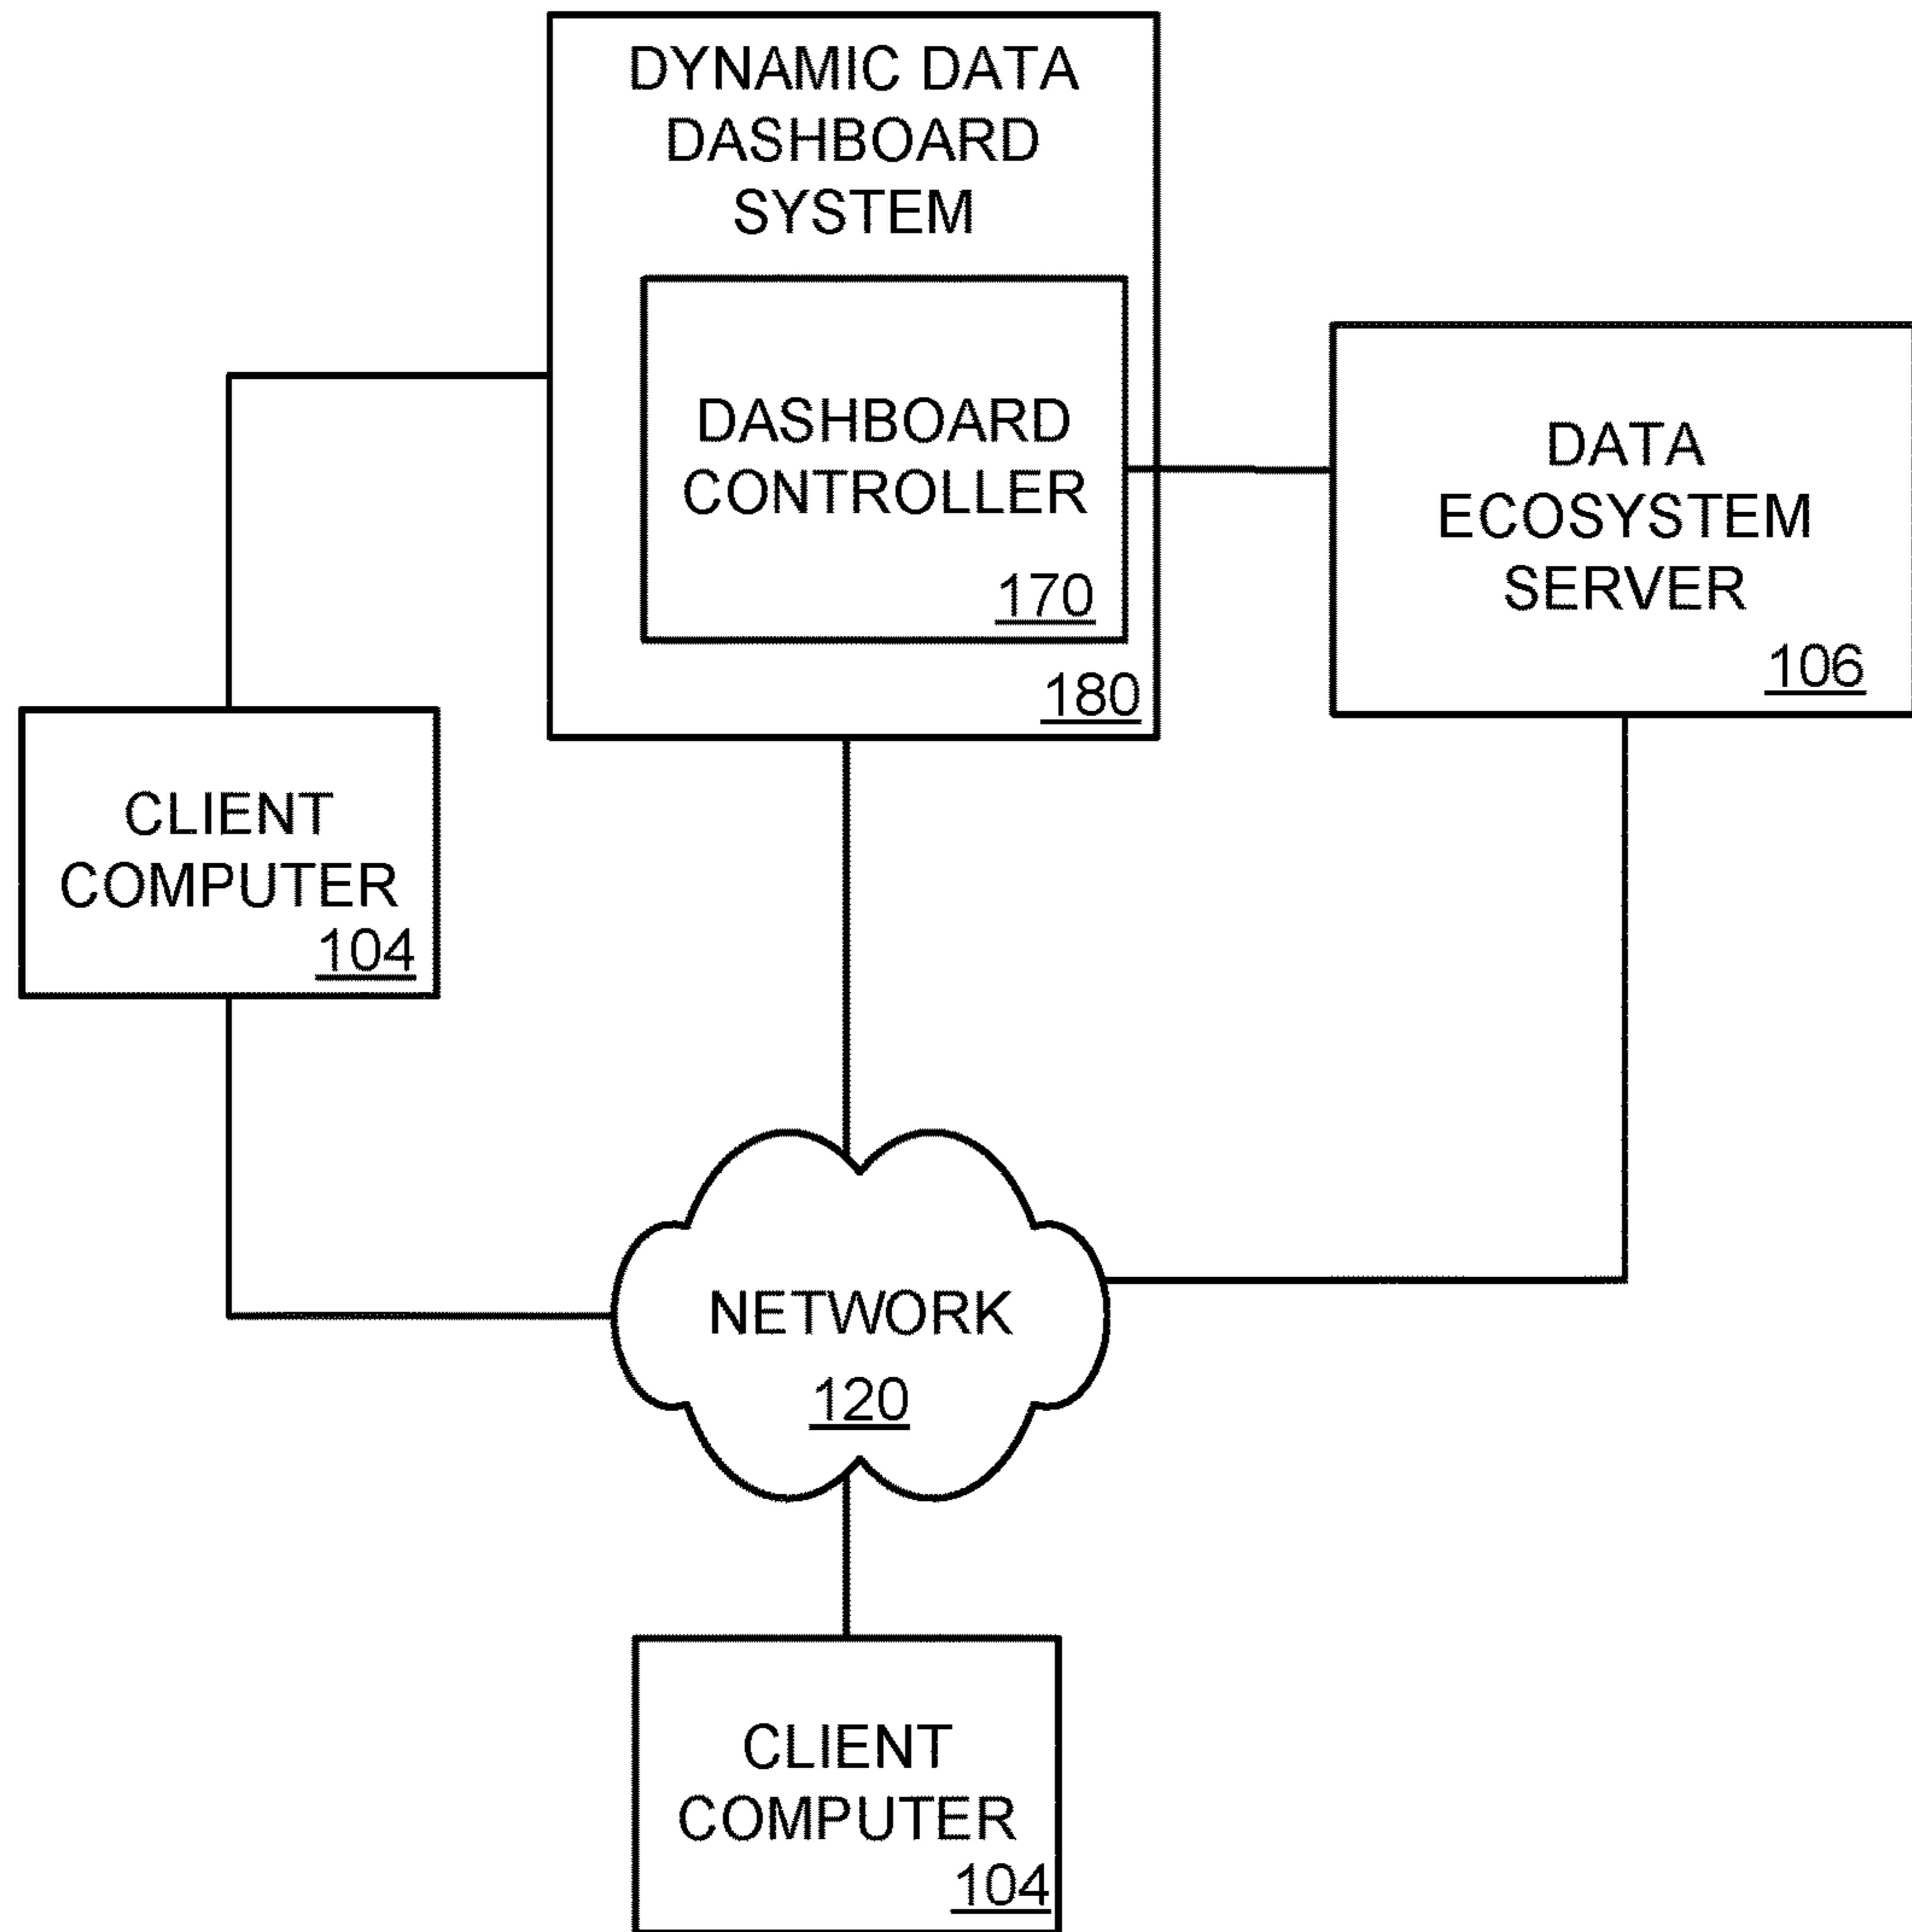 DYNAMIC DATA
DASHBOARD
SYSTEM
DASHBOARD
CONTROLLER
170
180
DATA
ECOSYSTEM
SERVER
106
CLIENT
COMPUTER
104
NETWORK
120
CLIENT
COMPUTER
104